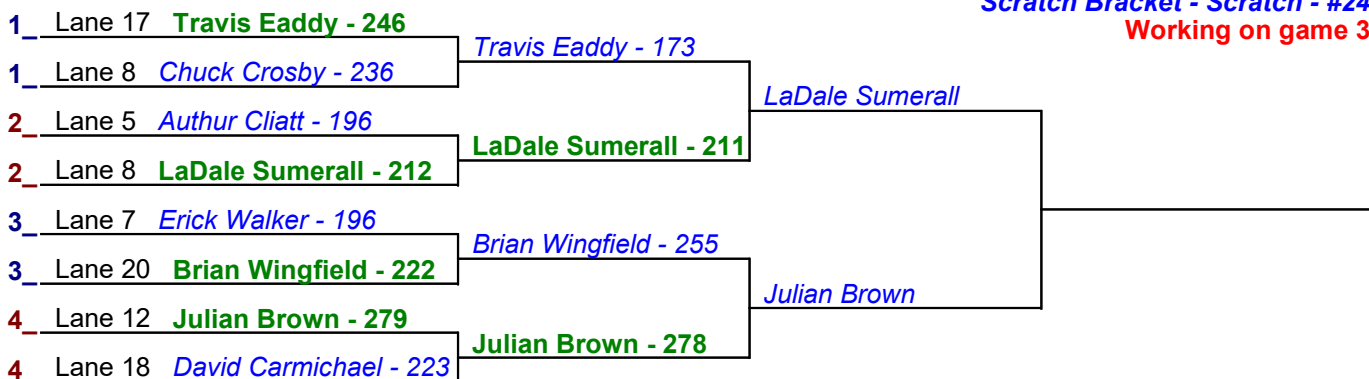 Scratch Bracket - Scratch - #24
Working on game 3
1_ Lane 17 Travis Eaddy - 246
Travis Eaddy - 173
1_ Lane 8 Chuck Crosby - 236
LaDale Sumerall
2_ Lane 5 Authur Cliatt - 196
LaDale Sumerall - 211
2_ Lane 8 LaDale Sumerall - 212
3_ Lane 7 Erick Walker - 196
Brian Wingfield - 255
3_ Lane 20 Brian Wingfield - 222
Julian Brown
4_ Lane 12 Julian Brown - 279
Julian Brown - 278
4 Lane 18 David Carmichael - 223